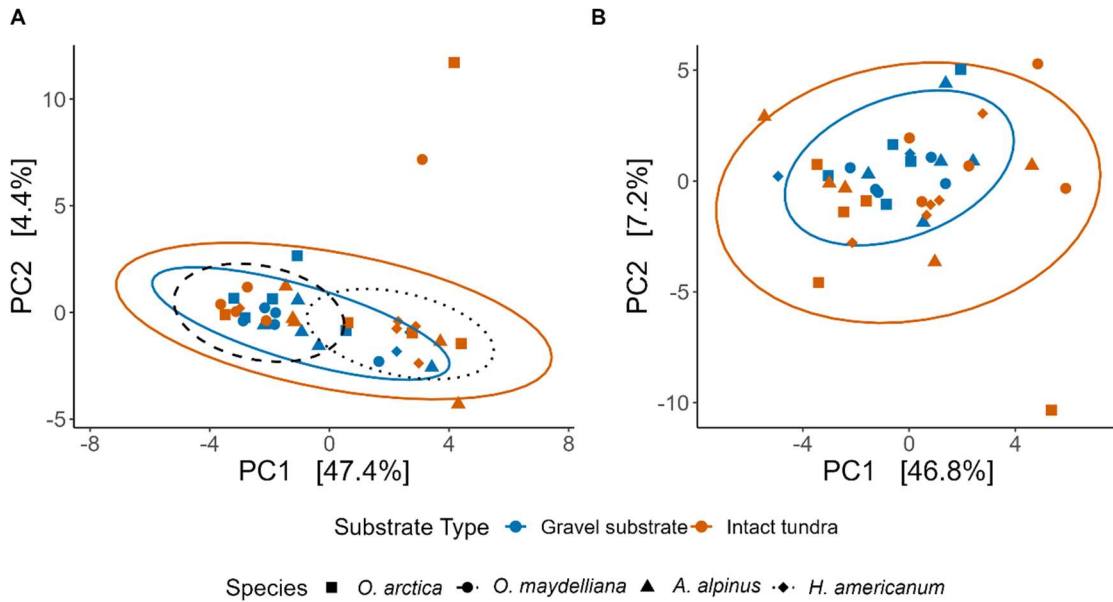 A
B
10
5
0
-5
PC2 [4.4%]
-8
-4
0
4
8
PC1 [47.4%]
5
0
-5
-10
PC2 [7.2%]
-4
0
4
PC1 [46.8%]
Substrate Type Gravel substrate Intact tundra
Species O. arctica O. maydelliana A. alpinus H. americanum